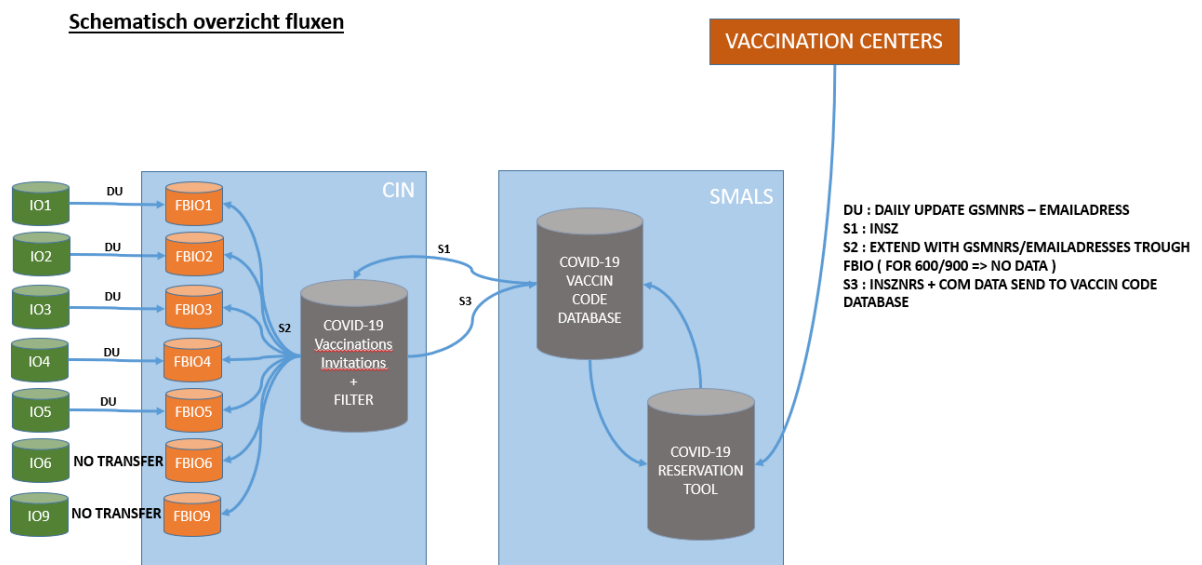 Schematisch overzicht fluxen
VACCINATION CENTERS
CIN
SMALS
IO1
DU
FBIO1
IO2
DU
FBIO2
IO3
DU
FBIO3
IO4
DU
FBIO4
IO5
DU
FBIO5
IO6
NO TRANSFER
FBIO6
IO9
NO TRANSFER
FBIO9
S2
COVID-19
Vaccinations
Invitations
+
FILTER
S1
S3
COVID-19
VACCIN
CODE
DATABASE
COVID-19
RESERVATION
TOOL
DU : DAILY UPDATE GSMNRS – EMAILADRESS
S1 : INSZ
S2 : EXTEND WITH GSMNRS/EMAILADRESSES TROUGH
FBIO ( FOR 600/900 => NO DATA )
S3 : INSZNRS + COM DATA SEND TO VACCIN CODE
DATABASE